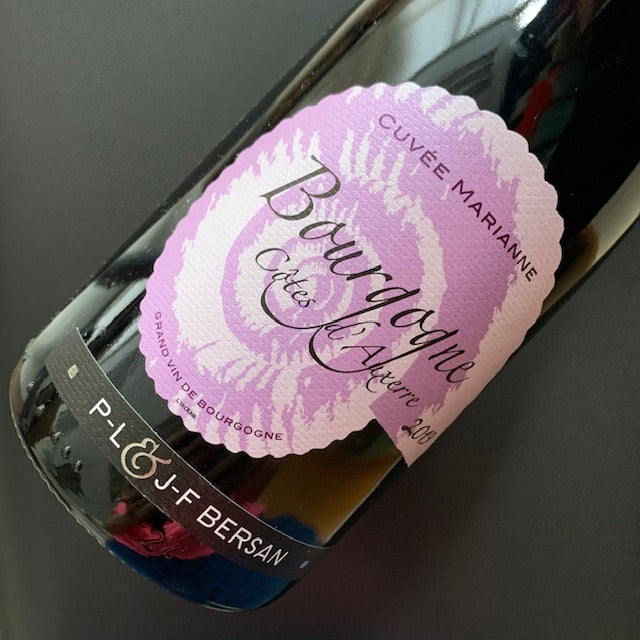 CUVÉE MARIANNE
Bourgogne
Côtes d'Auxerre
2019
GRAND VIN DE BOURGOGNE
P-L & J-F BERSAN